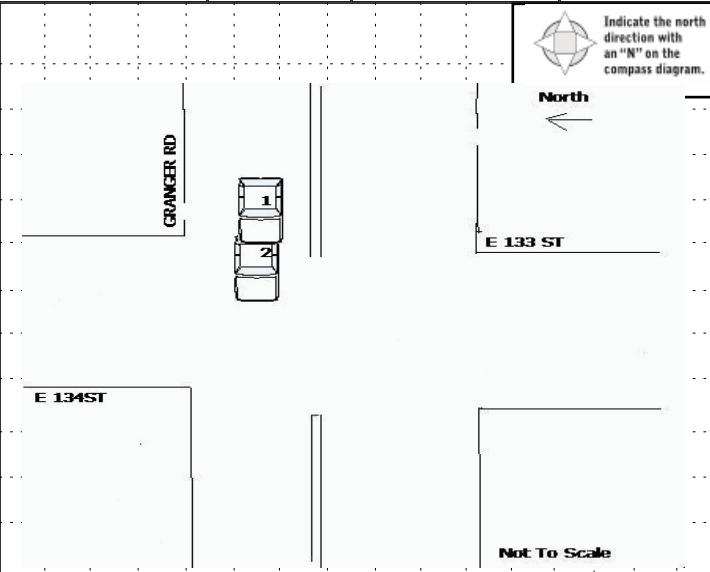 Indicate the north
direction with
an “N” on the
compass diagram.
North
GRANGER RD
1
E 133 ST
2
E 134ST
Not To Scale